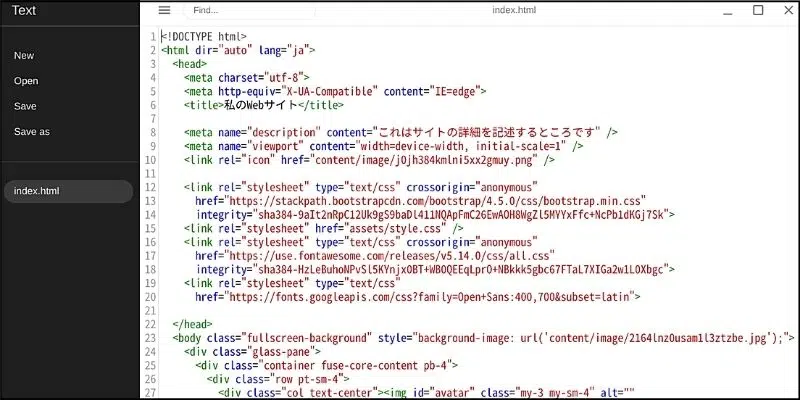 Text
Find...
index.html
New
Open
Save
Save as
index.html
1 <!DOCTYPE html>
2 <html dir="auto" lang="ja">
3 <head>
4 <meta charset="utf-8">
5 <meta http-equiv="X-UA-Compatible" content="IE=edge">
6 <title>私のWebサイト</title>
7
8 <meta name="description" content="これはサイトの詳細を記述するところです" />
9 <meta name="viewport" content="width=device-width, initial-scale=1" />
10 <link rel="icon" href="content/image/j0jh384kmlni5xx2gmuy.png" />
11
12 <link rel="stylesheet" type="text/css" crossorigin="anonymous"
13 href="https://stackpath.bootstrapcdn.com/bootstrap/4.5.0/css/bootstrap.min.css"
14 integrity="sha384-9aIt2nRpC12Uk9gS9baDl411NQApFmC26EwAOH8WgZl5MYYxFfc+NcPb1dKGj7Sk">
15 <link rel="stylesheet" href="assets/style.css" />
16 <link rel="stylesheet" type="text/css" crossorigin="anonymous"
17 href="https://use.fontawesome.com/releases/v5.14.0/css/all.css"
18 integrity="sha384-HzLeBuhoNPvSl5KYnjx0BT+WB0QEEqLprO+NBkkk5gbc67FTaL7XIGa2w1L0Xbgc">
19 <link rel="stylesheet" type="text/css"
20 href="https://fonts.googleapis.com/css?family=Open+Sans:400,700&subset=latin">
21
22 </head>
23 <body class="fullscreen-background" style="background-image: url('content/image/2164lnz0usam1l3ztzbe.jpg');">
24 <div class="glass-pane">
25 <div class="container fuse-core-content pb-4">
26 <div class="row pt-sm-4">
27 <div class="col text-center"><img id="avatar" class="my-3 my-sm-4" alt=""